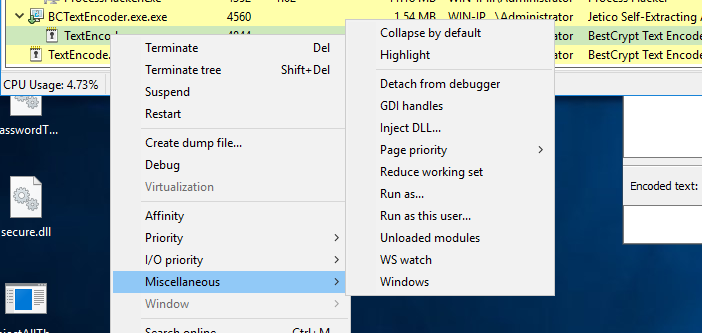 BCTextEncoder.exe.exe 4560 1.54 MB WIN-IP...\Administrator Jetico Self-Extracting
TextEnc... BestCrypt Text Encode
TextEncode. BestCrypt Text Encode
CPU Usage: 4.73%
Terminate Del
Terminate tree Shift+Del
Suspend
Restart
Create dump file...
Debug
Virtualization
Affinity
Priority
I/O priority
Miscellaneous
Window
Search online
Collapse by default
Highlight
Detach from debugger
GDI handles
Inject DLL...
Page priority
Reduce working set
Run as...
Run as this user...
Unloaded modules
WS watch
Windows
asswordT...
secure.dll
Encoded text: